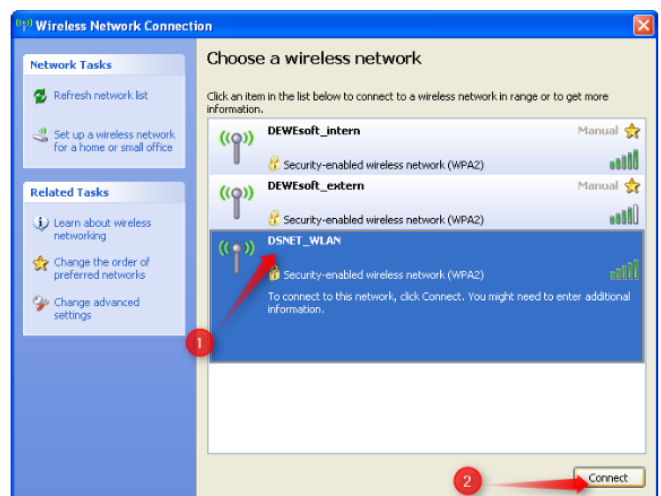 Wireless Network Connection
Network Tasks
Refresh network list
Set up a wireless network
for a home or small office
Related Tasks
Learn about wireless
networking
Change the order of
preferred networks
Change advanced
settings
Choose a wireless network
Click an item in the list below to connect to a wireless network in range or to get more
information.
DEWEsoft_intern
Manual
Security-enabled wireless network (WPA2)
DEWEsoft_extern
Manual
Security-enabled wireless network (WPA2)
DSNET_WLAN
Security-enabled wireless network (WPA2)
To connect to this network, click Connect. You might need to enter additional
information.
1
2
Connect